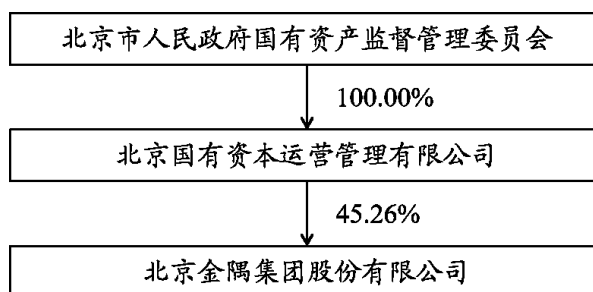 北京市人民政府国有资产监督管理委员会
100.00%
北京国有资本运营管理有限公司
45.26%
北京金隅集团股份有限公司